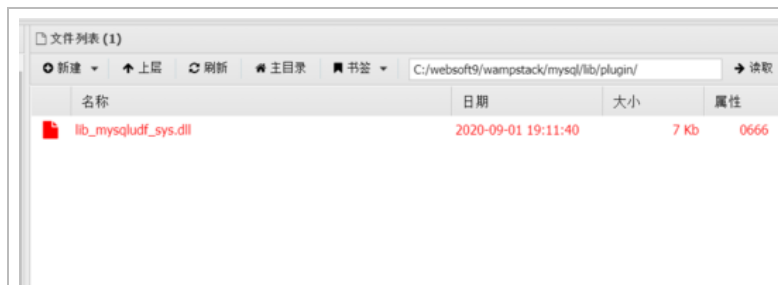 文件列表 (1)
新建 上层 刷新 主目录 书签 C:/websoft9/wampstack/mysql/lib/plugin/ 读取
名称 日期 大小 属性
lib_mysqludf_sys.dll 2020-09-01 19:11:40 7 Kb 0666